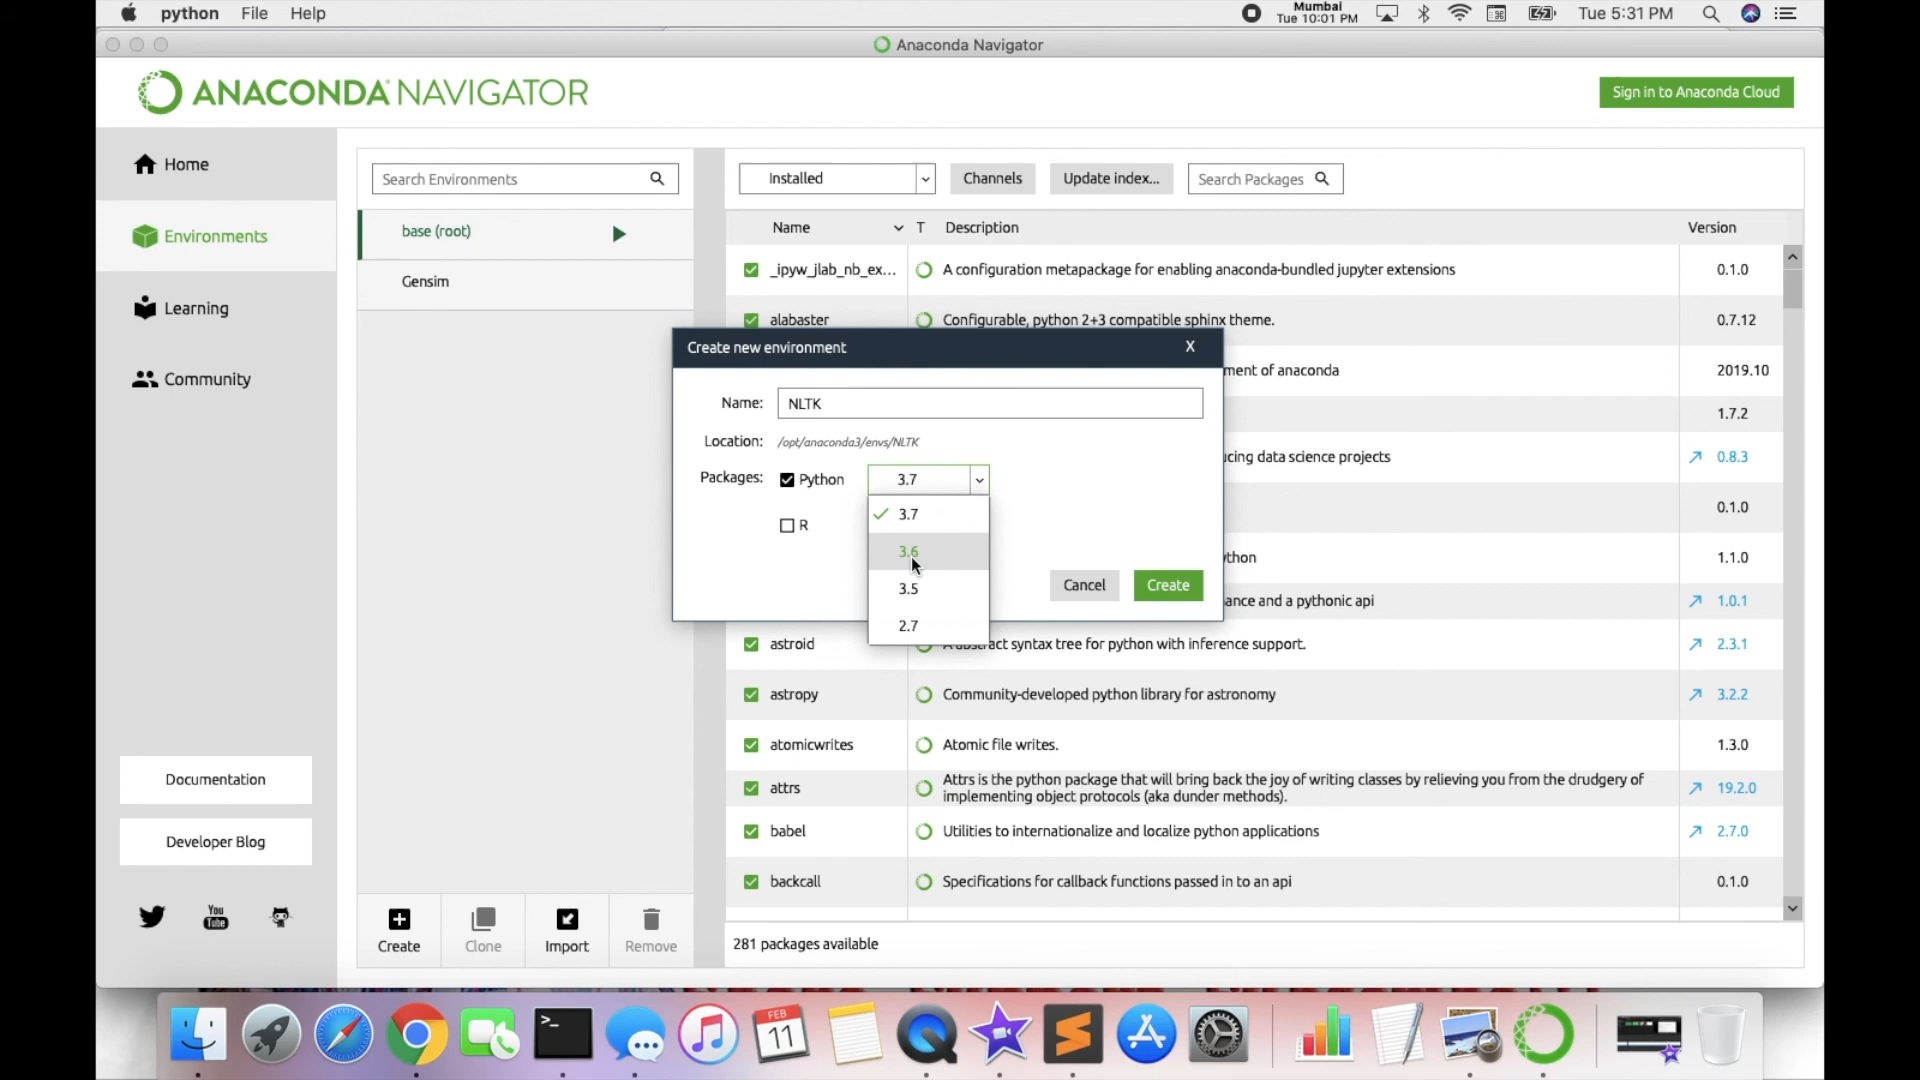 python File Help
Mumbai
Tue 10:01 PM
Tue 5:31 PM
Anaconda Navigator
ANACONDA NAVIGATOR
Sign in to Anaconda Cloud
Home
Environments
Learning
Community
Documentation
Developer Blog
You
Tube
Search Environments
base (root)
Gensim
Create
Clone
Import
Remove
Installed
Channels
Update index...
Search Packages
Name T Description Version
_ipyw_jlab_nb_ex... A configuration metapackage for enabling anaconda-bundled jupyter extensions 0.1.0
alabaster Configurable, python 2+3 compatible sphinx theme. 0.7.12
ment of anaconda 2019.10
1.7.2
ucing data science projects 0.8.3
0.1.0
ython 1.1.0
ance and a pythonic api 1.0.1
astroid A abstract syntax tree for python with inference support. 2.3.1
astropy Community-developed python library for astronomy 3.2.2
atomicwrites Atomic file writes. 1.3.0
attrs Attrs is the python package that will bring back the joy of writing classes by relieving you from the drudgery of
implementing object protocols (aka dunder methods). 19.2.0
babel Utilities to internationalize and localize python applications 2.7.0
backcall Specifications for callback functions passed in to an api 0.1.0
281 packages available
Create new environment X
Name: NLTK
Location: /opt/anaconda3/envs/NLTK
Packages: Python 3.7
R
3.7
3.6
3.5
2.7
Cancel
Create
FEB
11